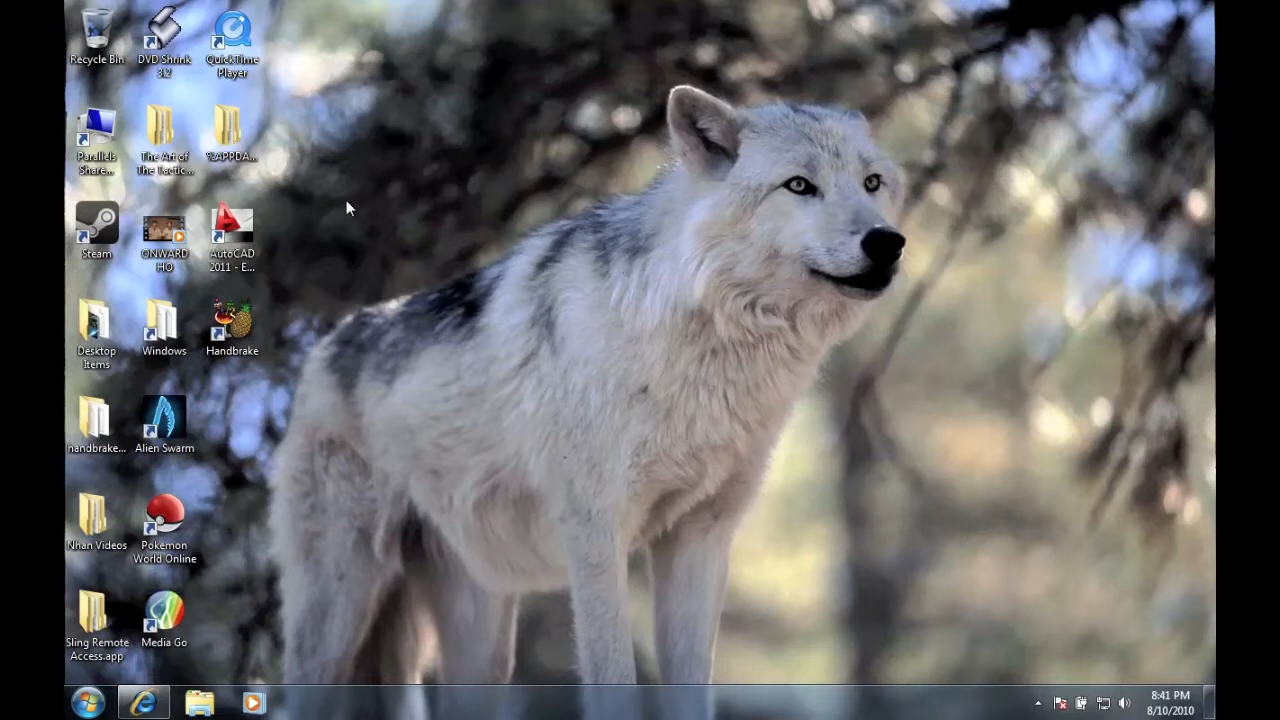 Recycle Bin
DVD Shrink
3.2
QuickTime
Player
Parallels
Share...
The Art of
The Tactic...
%APPDA...
Steam
ONWARD
HO
AutoCAD
2011 - E...
Desktop
Items
Windows
Handbrake
handbrake...
Alien Swarm
Nhan Videos
Pokemon
World Online
Sling Remote
Access.app
Media Go
8:41 PM
8/10/2010